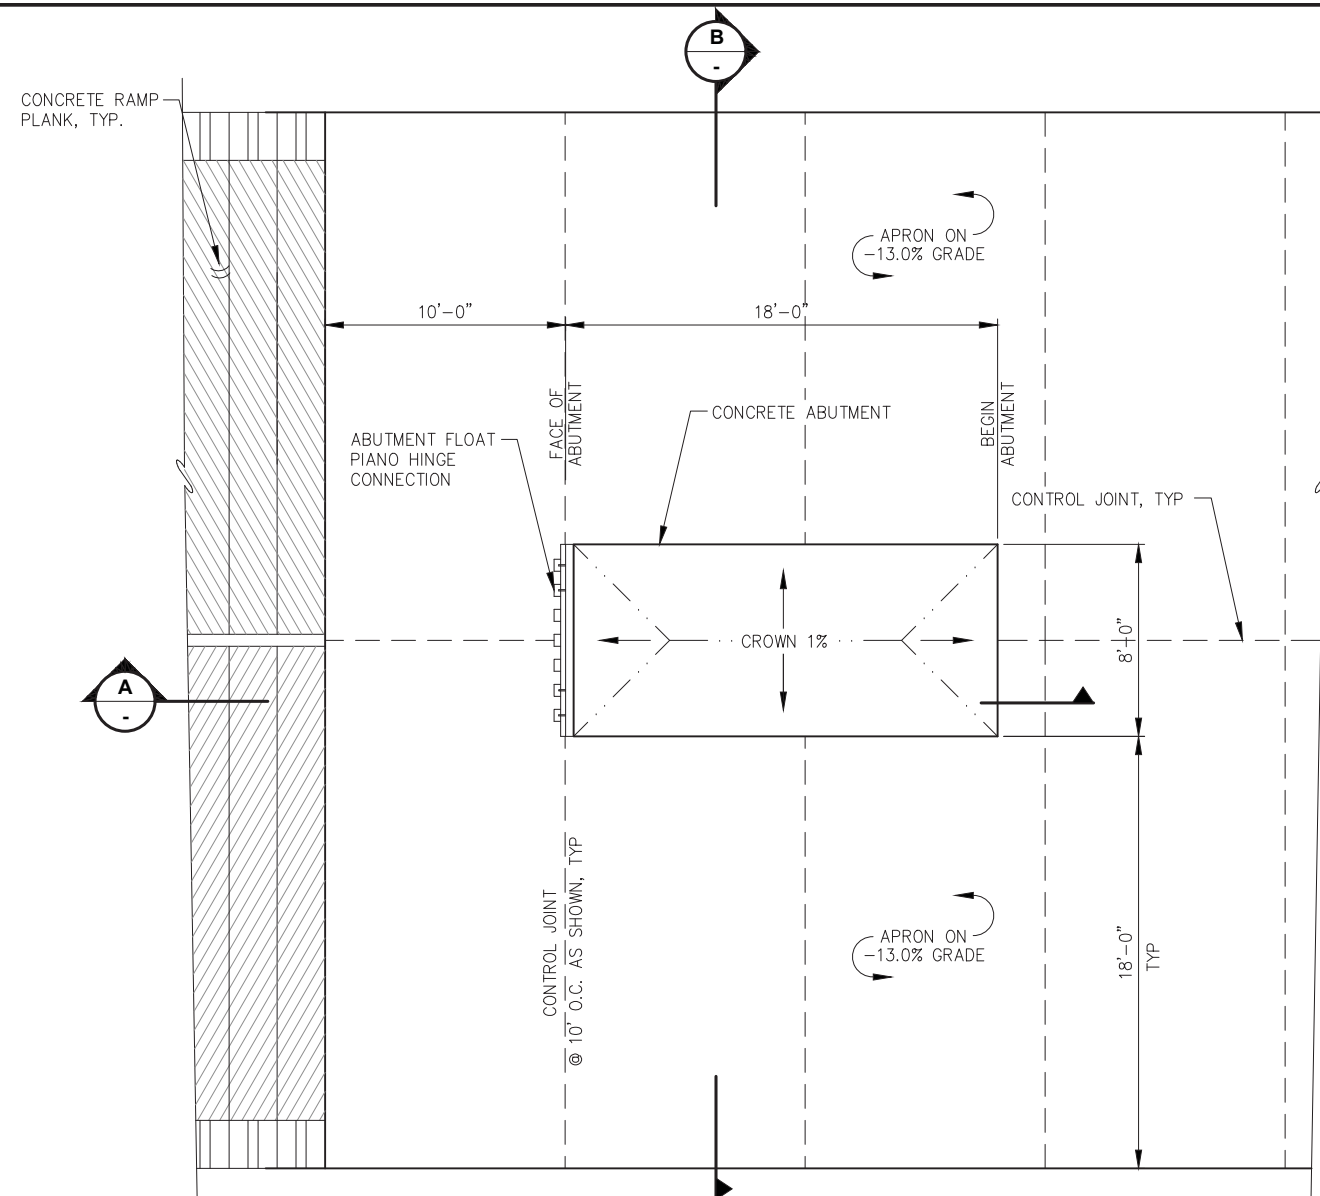 B
-
CONCRETE RAMP
PLANK, TYP.
APRON ON
-13.0% GRADE
10'-0"
18'-0"
FACE OF
ABUTMENT
BEGIN
ABUTMENT
CONCRETE ABUTMENT
ABUTMENT FLOAT
PIANO HINGE
CONNECTION
CONTROL JOINT, TYP
CROWN 1%
8'-0"
A
-
CONTROL JOINT
@ 10' O.C. AS SHOWN, TYP
APRON ON
-13.0% GRADE
18'-0"
TYP